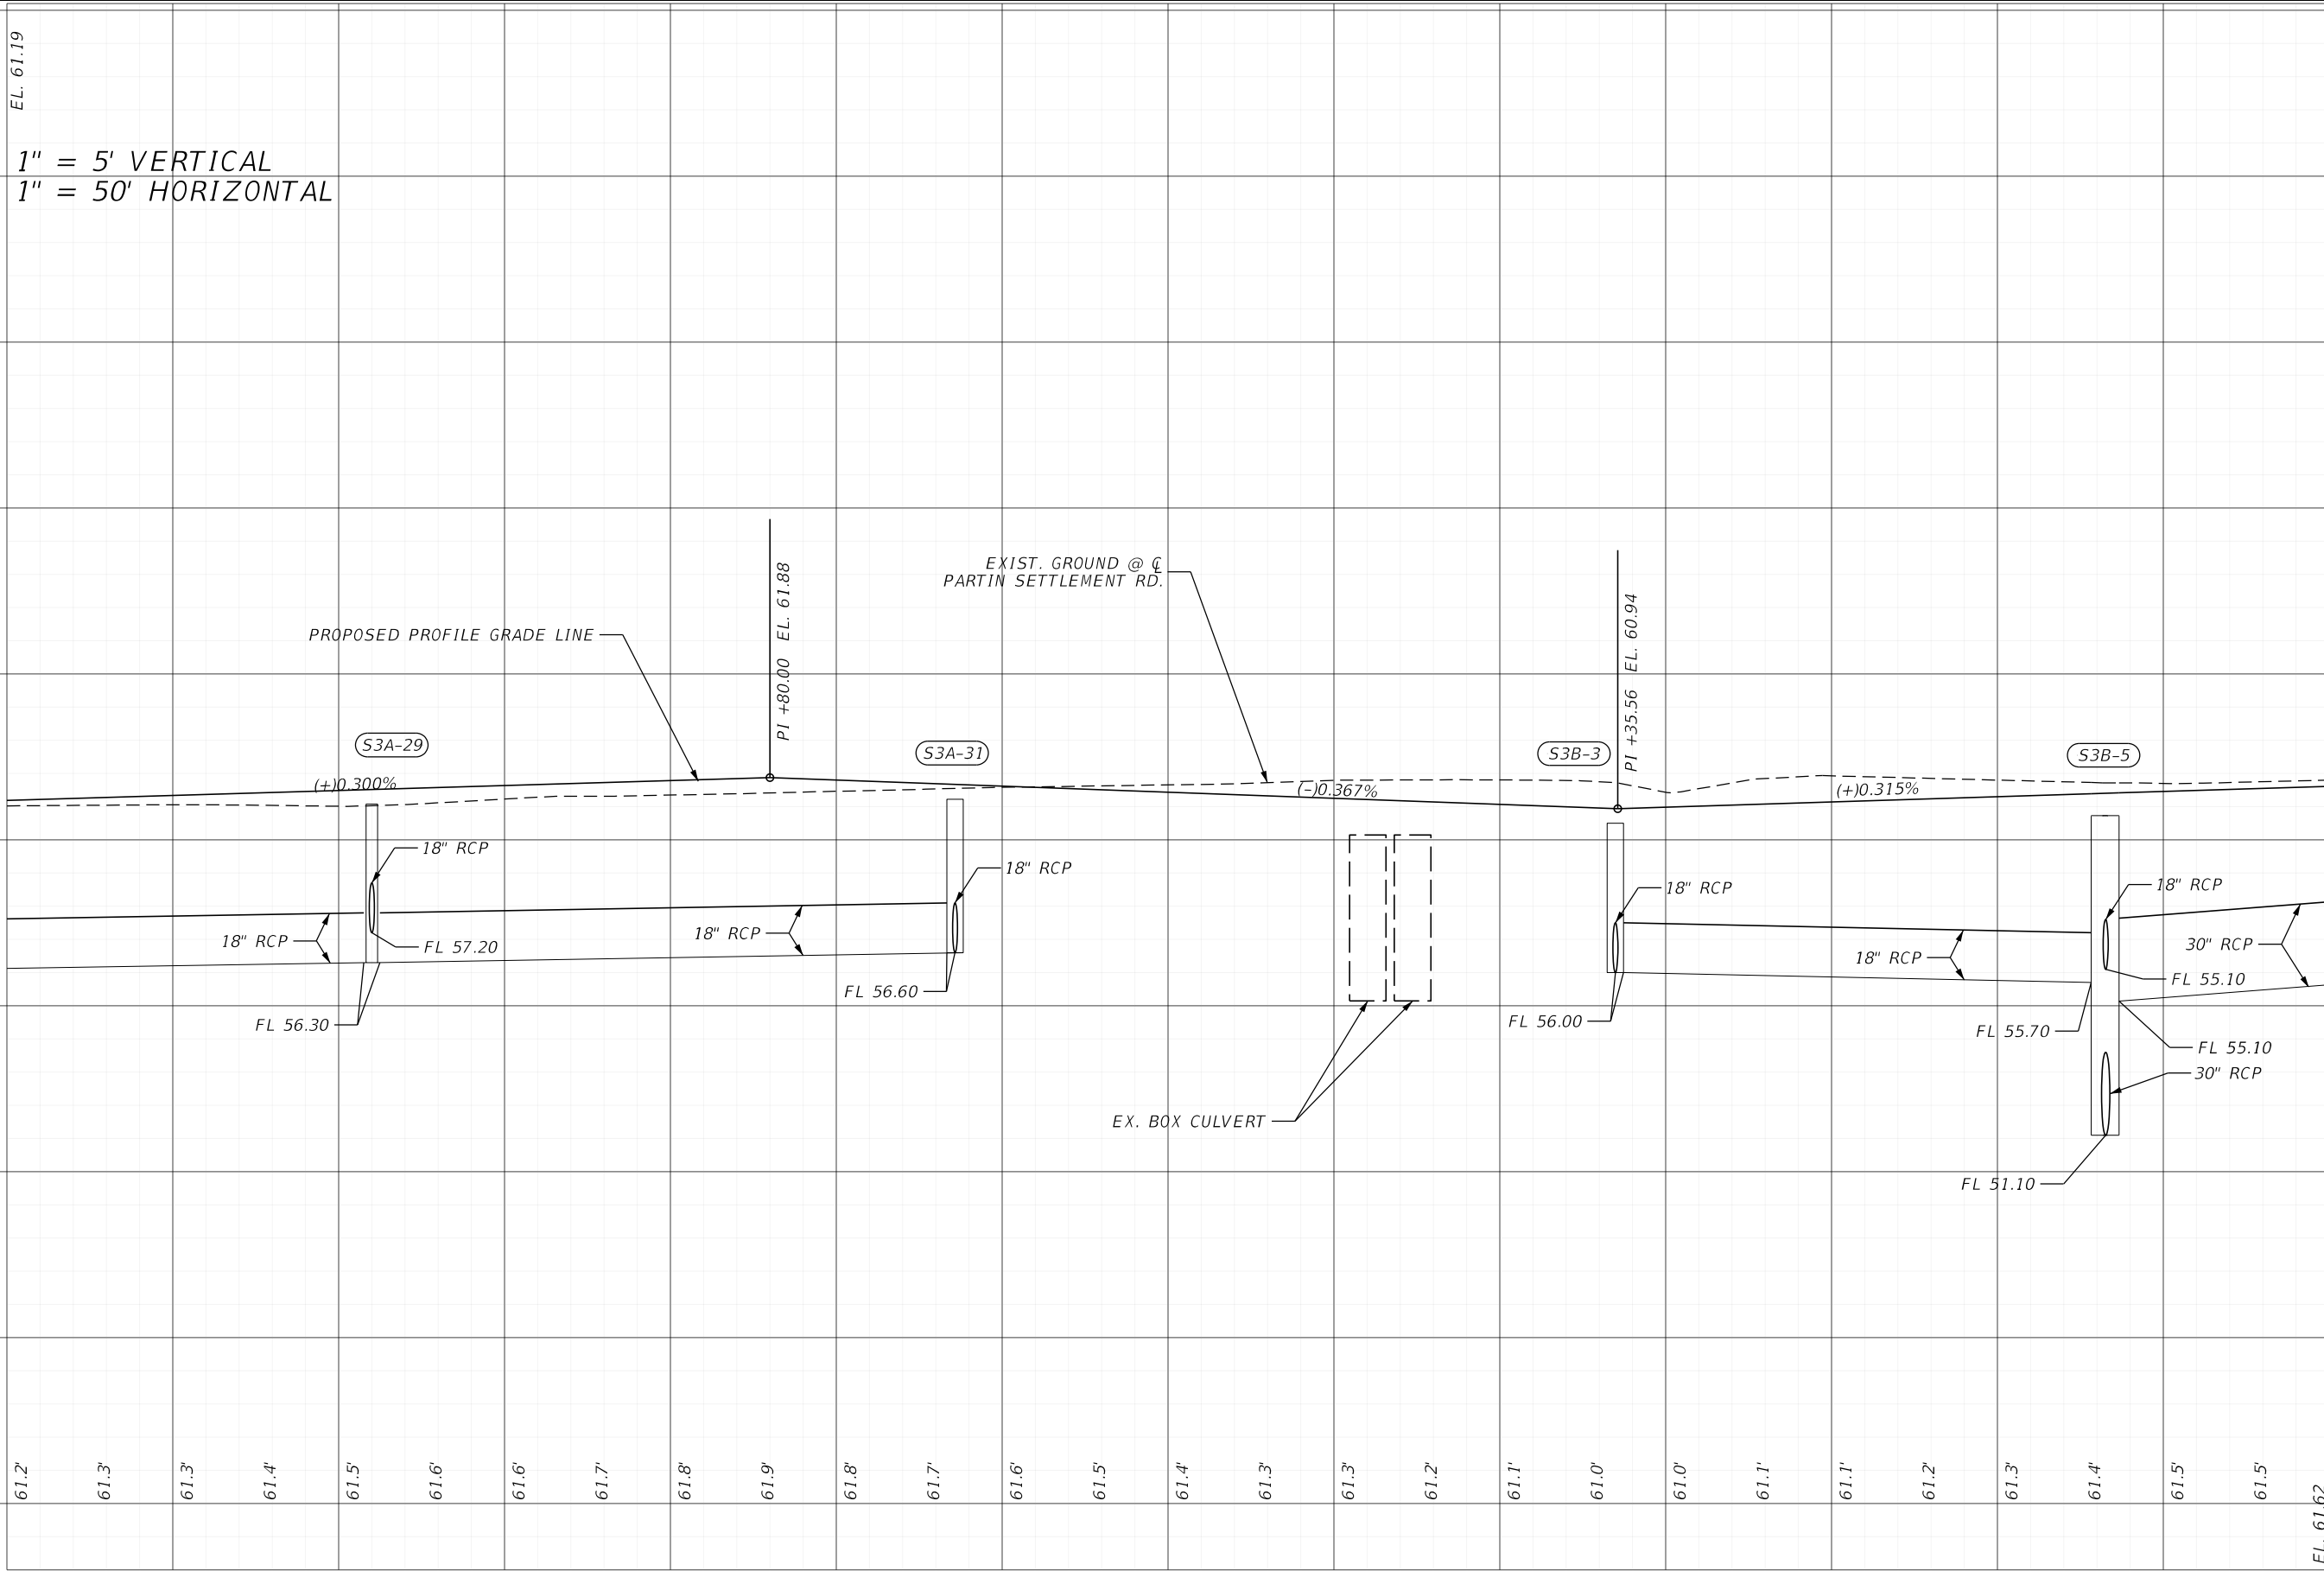 EL. 61.19
1" = 5' VERTICAL
1" = 50' HORIZONTAL
EXIST. GROUND @ ℄
PARTIN SETTLEMENT RD.
PROPOSED PROFILE GRADE LINE
PI +80.00 EL. 61.88
PI +35.56 EL. 60.94
S3A-29
S3A-31
S3B-3
S3B-5
(+)0.300%
(-)0.367%
(+)0.315%
18" RCP
18" RCP
18" RCP
18" RCP
18" RCP
FL 57.20
18" RCP
18" RCP
30" RCP
FL 56.60
FL 56.30
FL 56.00
FL 55.10
FL 55.70
FL 55.10
30" RCP
EX. BOX CULVERT
FL 51.10
61.2'
61.3'
61.3'
61.4'
61.5'
61.6'
61.6'
61.7'
61.8'
61.9'
61.8'
61.7'
61.6'
61.5'
61.4'
61.3'
61.3'
61.2'
61.1'
61.0'
61.0'
61.1'
61.1'
61.2'
61.3'
61.4'
61.5'
61.5'
EL. 61.62